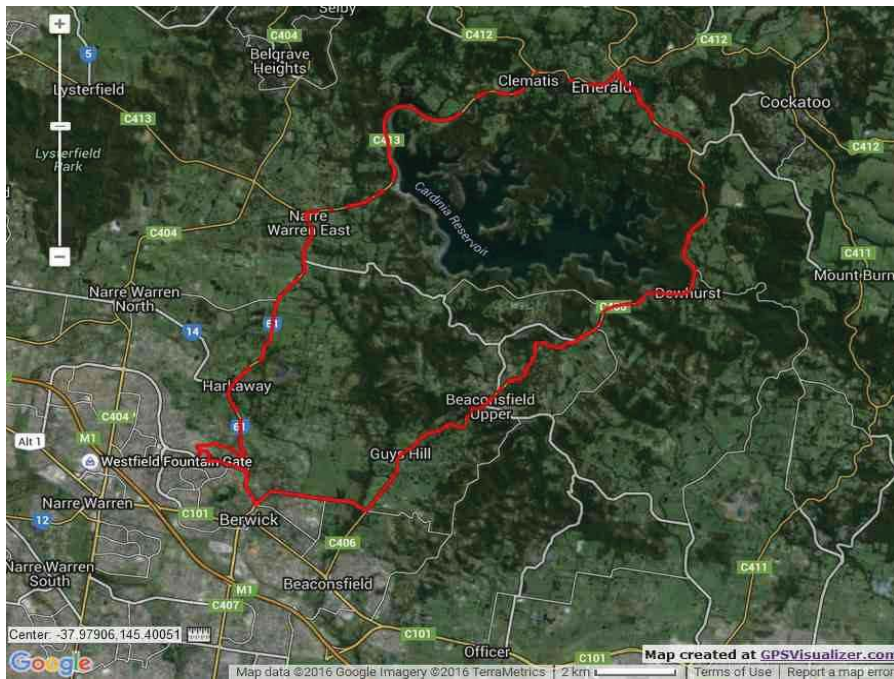 Selby
C404
C412
C412
5
Belgrave
Heights
Clematis
Emerald
Lysterfield
Cockatoo
C413
C413
C412
Lysterfield
Park
Cardinia Reservoir
Narre
Warren East
C404
C411
Mount Burn
Narre Warren
North
Dewhurst
14
61
Harkaway
Beaconsfield
Upper
C404
61
Alt 1
M1
Guys Hill
Westfield Fountain Gate
Narre Warren
C101
12
Berwick
C406
Narre Warren
South
Beaconsfield
M1
C411
C407
C101
Officer
C101
Center: -37.97906,145.40051
Map created at GPSVisualizer.com
Google
Map data ©2016 Google Imagery ©2016 TerraMetrics
2 km
Terms of Use
Report a map error